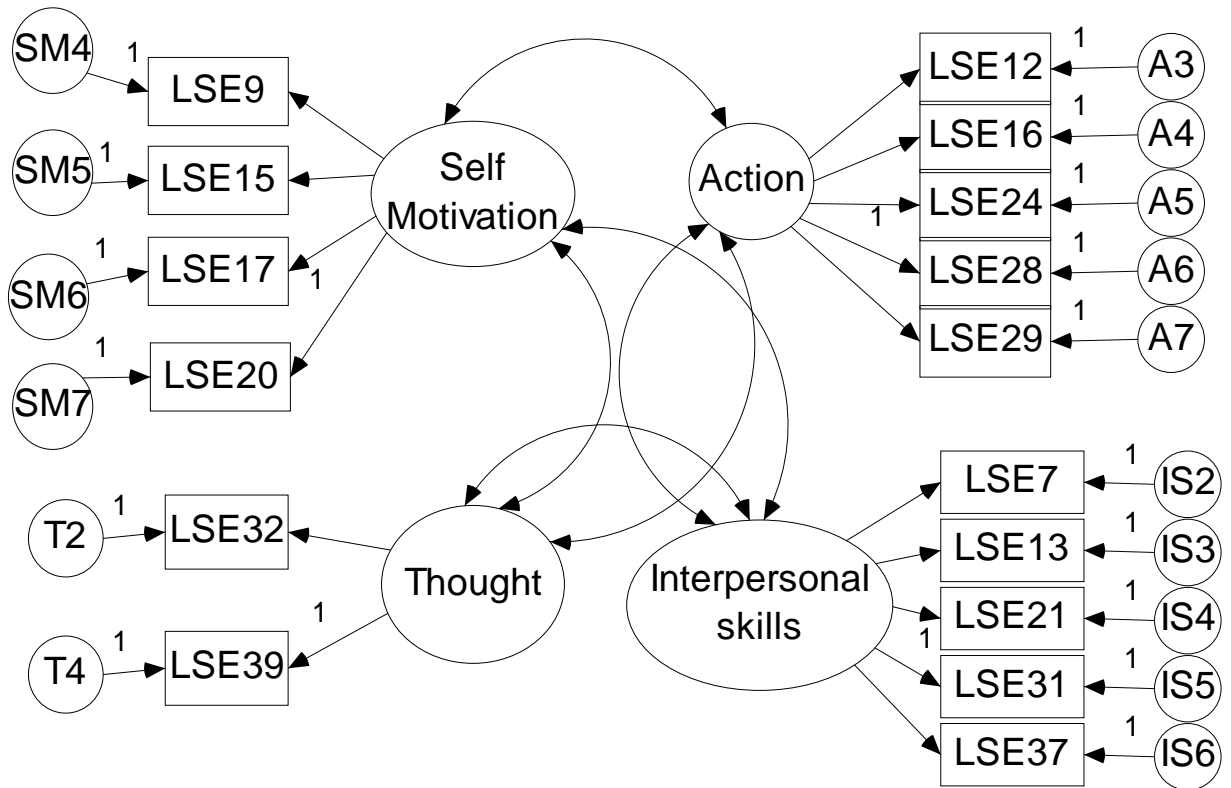 SM4
1
LSE9
SM5
1
LSE15
SM6
1
LSE17
1
SM7
1
LSE20
Self
Motivation
Action
LSE12
1
A3
LSE16
1
A4
1
LSE24
1
A5
LSE28
1
A6
LSE29
1
A7
T2
1
LSE32
T4
1
LSE39
1
Thought
Interpersonal
skills
LSE7
1
IS2
LSE13
1
IS3
LSE21
1
IS4
1
LSE31
1
IS5
LSE37
1
IS6